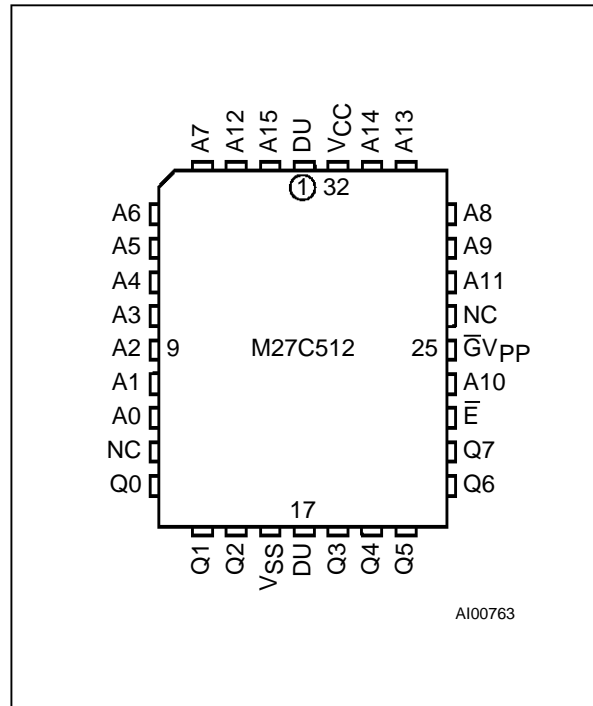 A7 A12 A15 DU VCC A14 A13
1 32
A6 A8
A5 A9
A4 A11
A3 NC
A2 9 M27C512 25 G̅VPP
A1 A10
A0 E̅
NC Q7
Q0 Q6
17
Q1 Q2 VSS DU Q3 Q4 Q5
AI00763